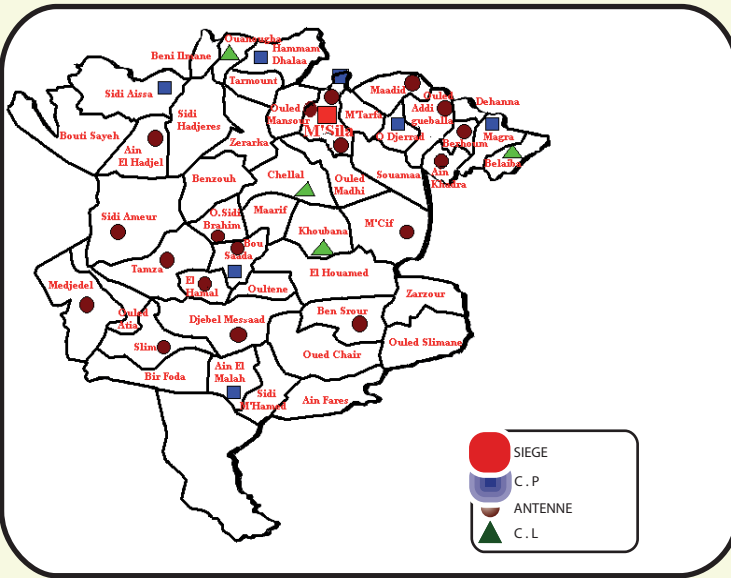 Ouanougha
Beni Ilmane
Hammam
Dhalaa
Tarmount
Sidi Aissa
Maadid
Ouled
Addi
gueballa
Dehanna
Ouled
Mansour
M'Tarfa
M'Sila
O Djerrad
Magra
Berhoum
Belaiba
Sidi
Hadjeres
Bouti Sayeh
Ain
El Hadjel
Zerarka
Benzouh
Chellal
Ouled
Madhi
Souamaa
Ain
Khadra
Sidi Ameur
O.Sidi
Brahim
Maarif
Khoubana
M'Cif
Bou
Saada
Tamza
El
Hamal
Oultene
El Houamed
Medjedel
Zarzour
Ouled
Atia
Djebel Messaad
Ben Srour
Slim
Oued Chair
Ouled Slimane
Bir Foda
Ain El
Malah
Sidi
M'Hamed
Ain Fares
SIEGE
C . P
ANTENNE
C . L